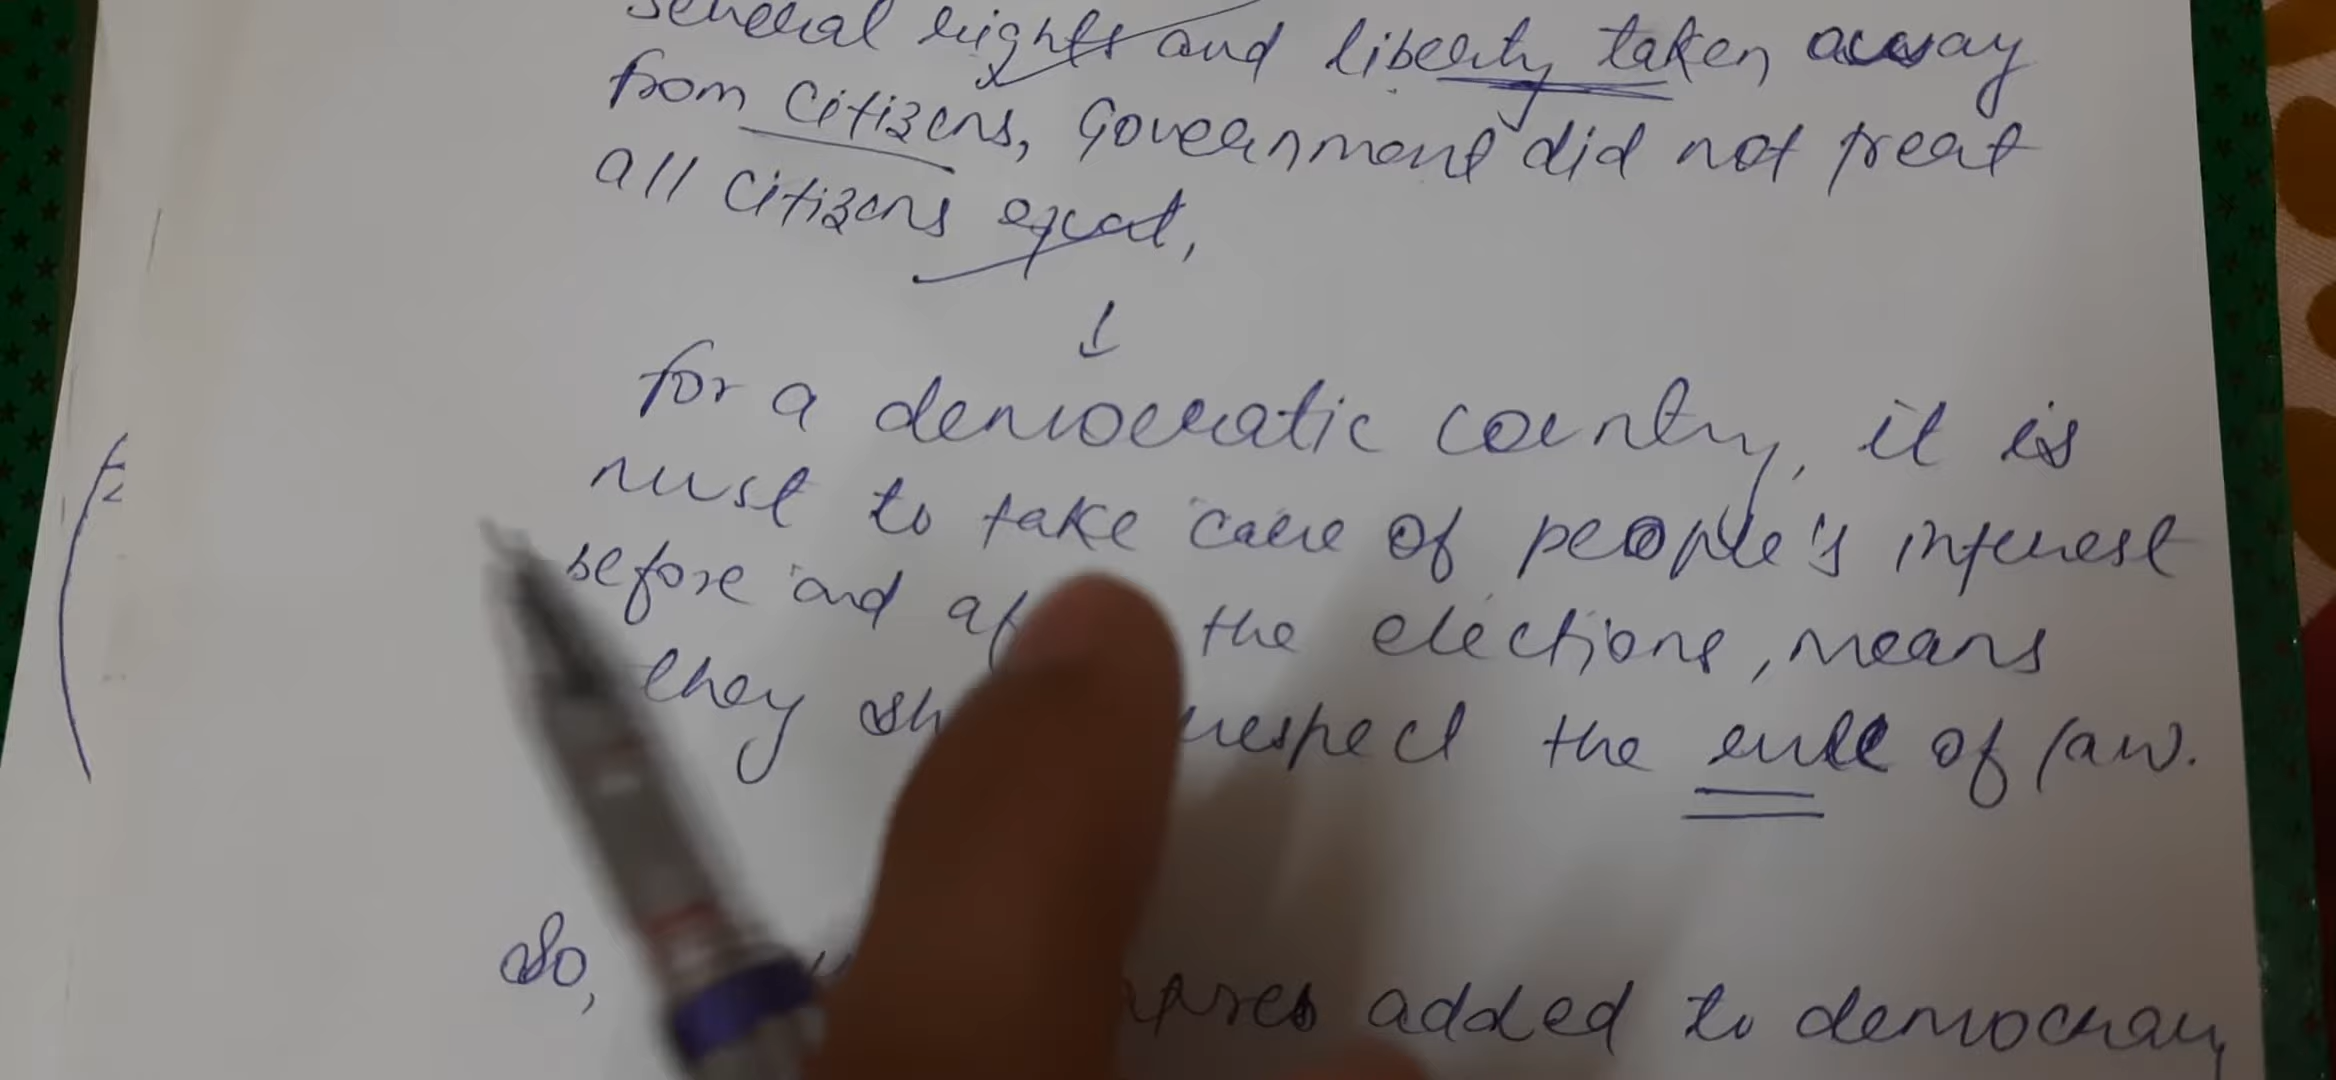 several rights and liberty taken away
from citizens, Government did not treat
all citizens equal,
for a democratic country, it is
must to take care of people's interest
before and the elections, means
they respect the rule of law.
So, added to democracy